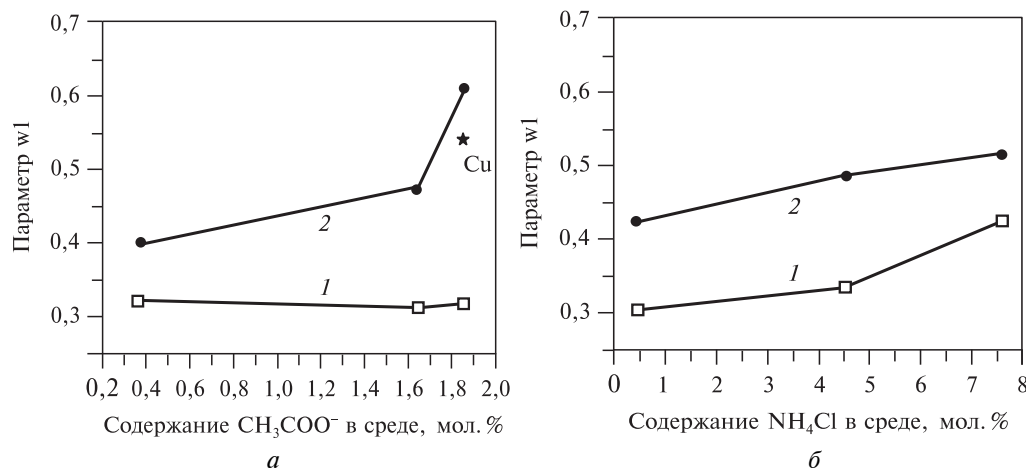 0,7
0,6
0,5
0,4
0,3
Параметр w1
Cu
2
1
0,2 0,4 0,6 0,8 1,0 1,2 1,4 1,6 1,8 2,0
Содержание CH₃COO⁻ в среде, мол. %
а
0,7
0,6
0,5
0,4
0,3
Параметр w1
2
1
0 1 2 3 4 5 6 7 8
Содержание NH₄Cl в среде, мол. %
б